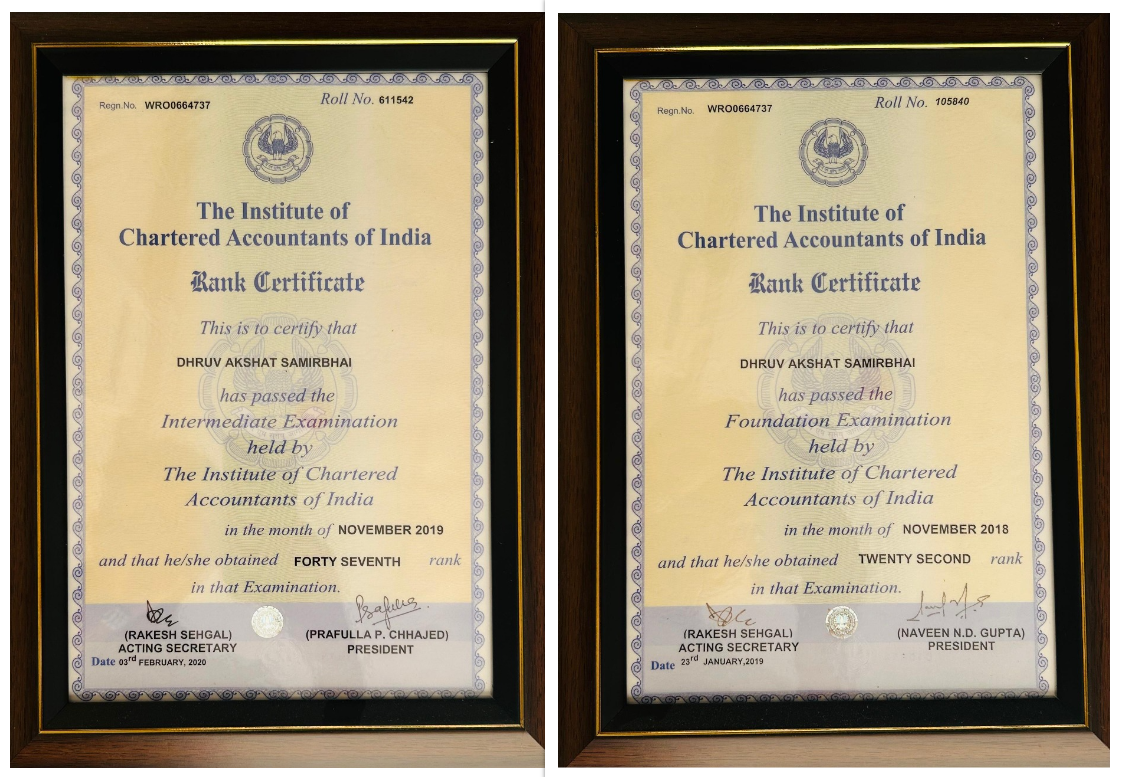 Regn.No. WRO0664737 Roll No. 611542
The Institute of
Chartered Accountants of India
Rank Certificate
This is to certify that
DHRUV AKSHAT SAMIRBHAI
has passed the
Intermediate Examination
held by
The Institute of Chartered
Accountants of India
in the month of NOVEMBER 2019
and that he/she obtained FORTY SEVENTH rank
in that Examination.
(RAKESH SEHGAL) (PRAFULLA P. CHHAJED)
ACTING SECRETARY PRESIDENT
Date 03rd FEBRUARY, 2020
Regn.No. WRO0664737 Roll No. 105840
The Institute of
Chartered Accountants of India
Rank Certificate
This is to certify that
DHRUV AKSHAT SAMIRBHAI
has passed the
Foundation Examination
held by
The Institute of Chartered
Accountants of India
in the month of NOVEMBER 2018
and that he/she obtained TWENTY SECOND rank
in that Examination.
(RAKESH SEHGAL) (NAVEEN N.D. GUPTA)
ACTING SECRETARY PRESIDENT
Date 23rd JANUARY,2019